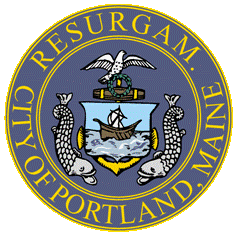 RESURGAM.
CITY OF PORTLAND, MAINE